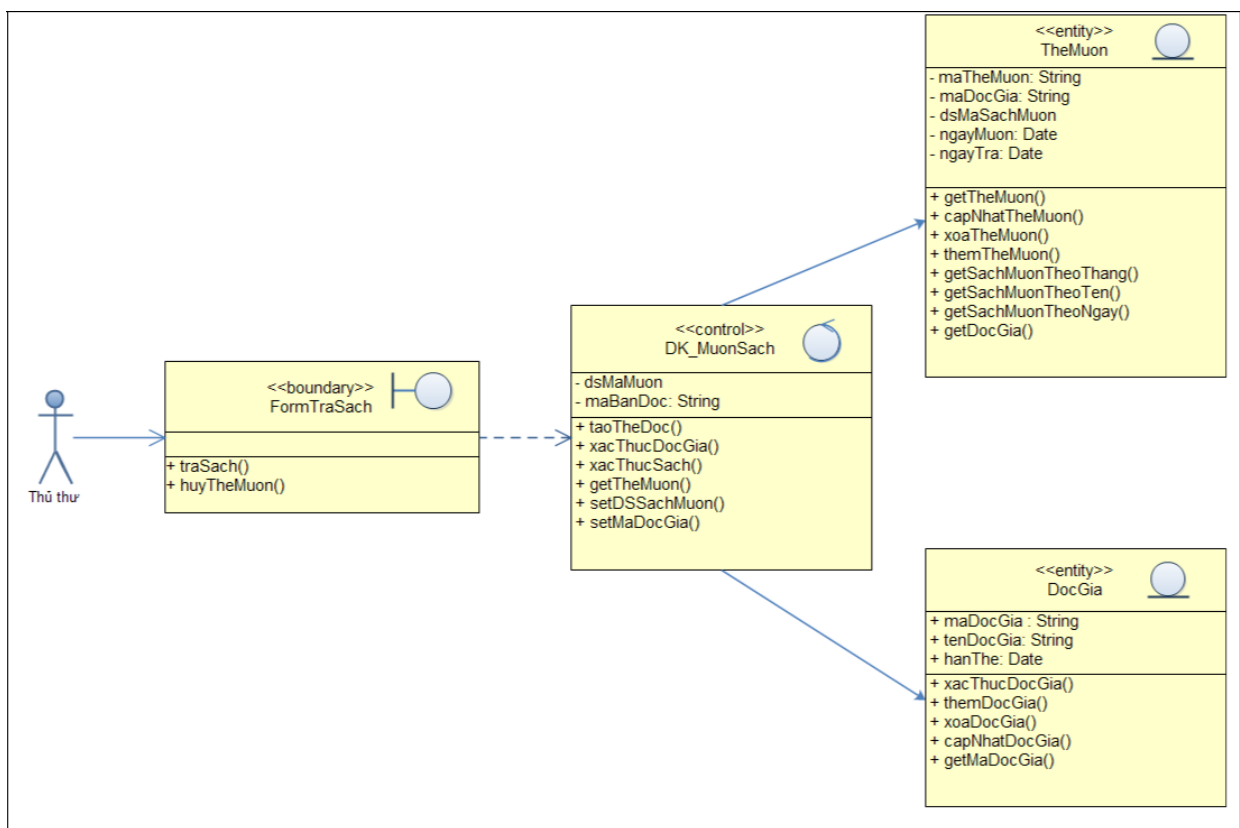 <<entity>>
TheMuon
- maTheMuon: String
- maDocGia: String
- dsMaSachMuon
- ngayMuon: Date
- ngayTra: Date
+ getTheMuon()
+ capNhatTheMuon()
+ xoaTheMuon()
+ themTheMuon()
+ getSachMuonTheoThang()
+ getSachMuonTheoTen()
+ getSachMuonTheoNgay()
+ getDocGia()
<<control>>
DK_MuonSach
- dsMaMuon
- maBanDoc: String
+ taoTheDoc()
+ xacThucDocGia()
+ xacThucSach()
+ getTheMuon()
+ setDSSachMuon()
+ setMaDocGia()
<<boundary>>
FormTraSach
+ traSach()
+ huyTheMuon()
Thủ thư
<<entity>>
DocGia
+ maDocGia : String
+ tenDocGia: String
+ hanThe: Date
+ xacThucDocGia()
+ themDocGia()
+ xoaDocGia()
+ capNhatDocGia()
+ getMaDocGia()